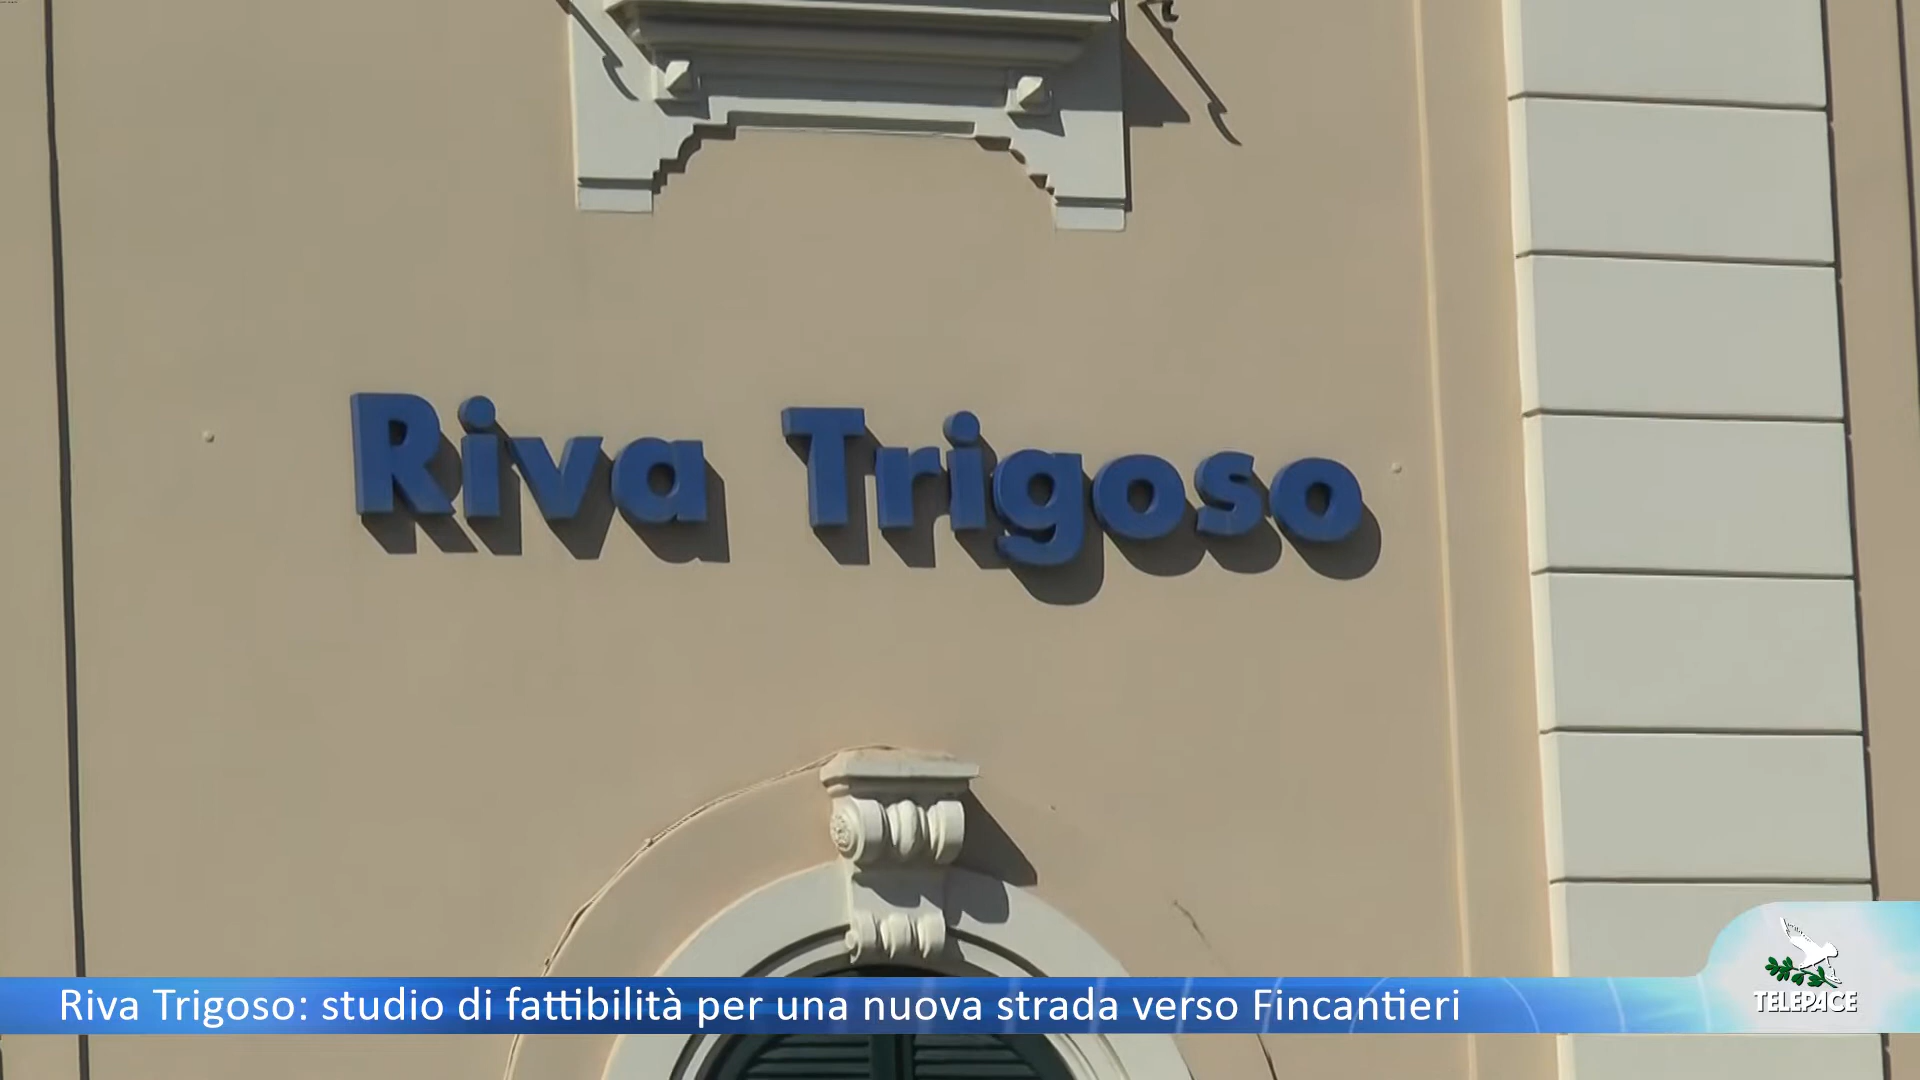 Riva Trigoso
Riva Trigoso: studio di fattibilità per una nuova strada verso Fincantieri
TELEPACE